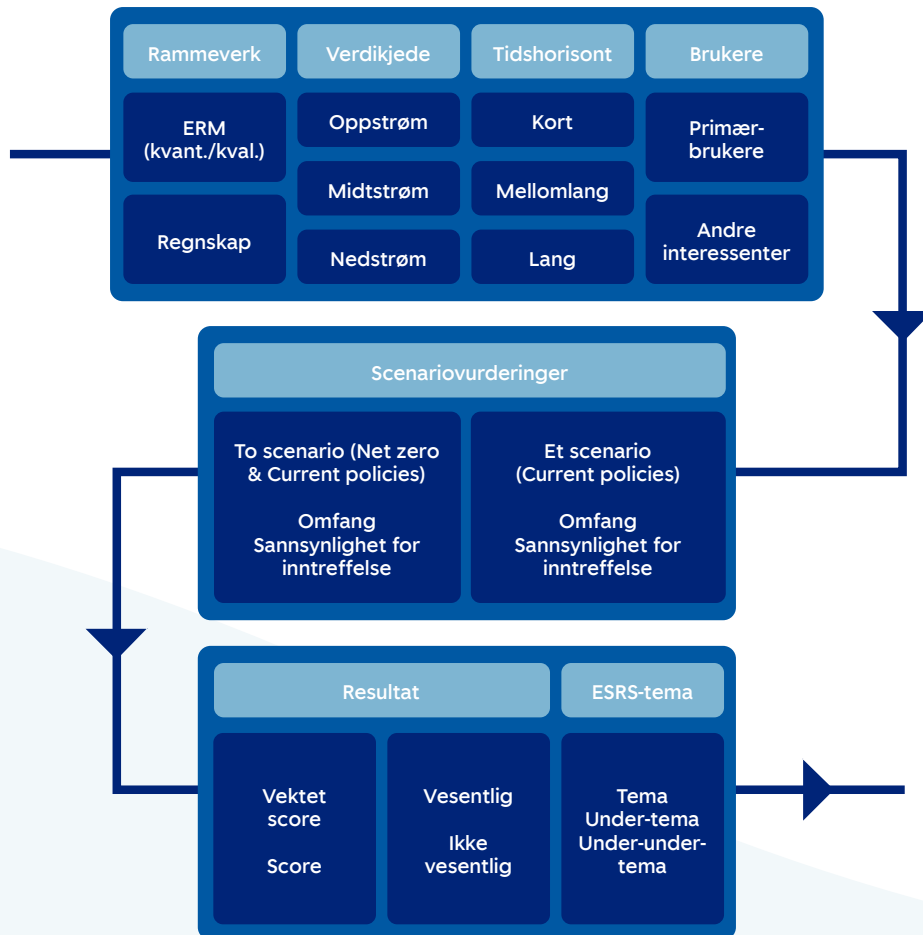 Rammeverk
Verdikjede
Tidshorisont
Brukere
ERM
(kvant./kval.)
Regnskap
Oppstrøm
Midtstrøm
Nedstrøm
Kort
Mellomlang
Lang
Primær-
brukere
Andre
interessenter
Scenariovurderinger
To scenario (Net zero
& Current policies)
Omfang
Sannsynlighet for
inntreffelse
Et scenario
(Current policies)
Omfang
Sannsynlighet for
inntreffelse
Resultat
ESRS-tema
Vektet
score
Score
Vesentlig
Ikke
vesentlig
Tema
Under-tema
Under-under-
tema